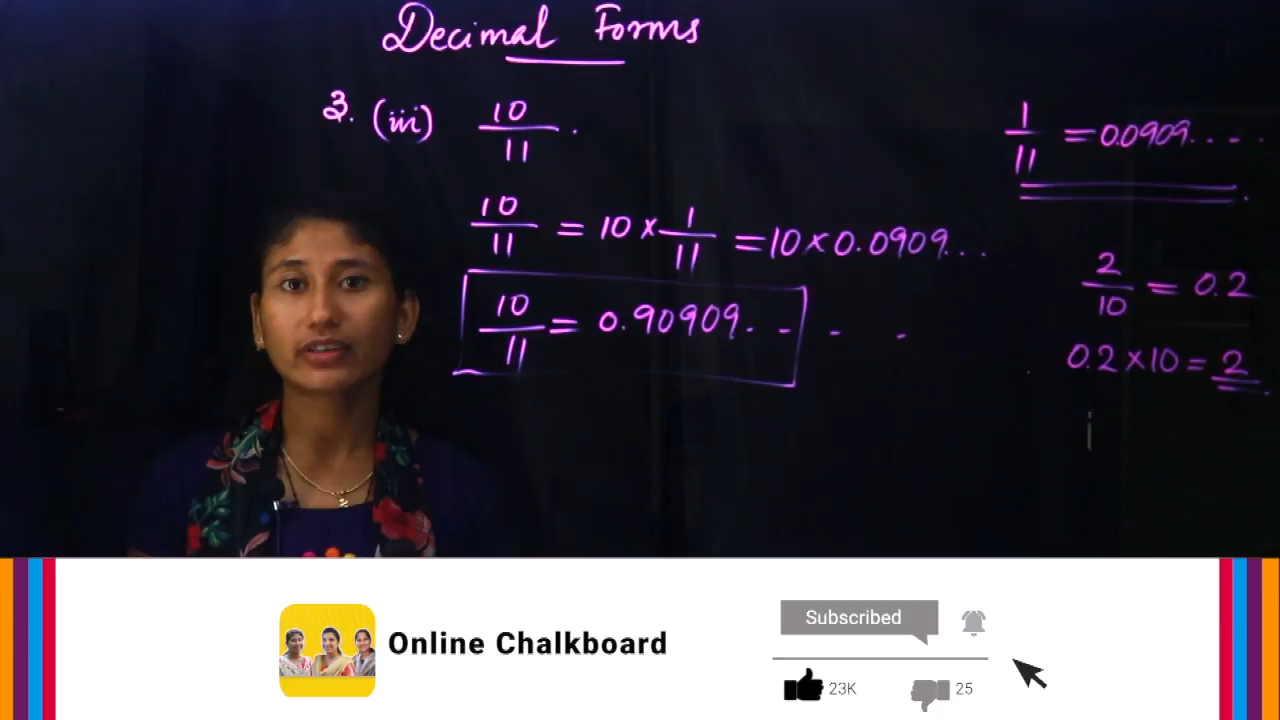 Decimal Forms
3. (iii) 10/11.
10/11 = 10 × 1/11 = 10 × 0.0909...
10/11 = 0.90909. - - -
1/11 = 0.0909. . - - .
2/10 = 0.2
0.2 × 10 = 2
Online Chalkboard
Subscribed
23K
25